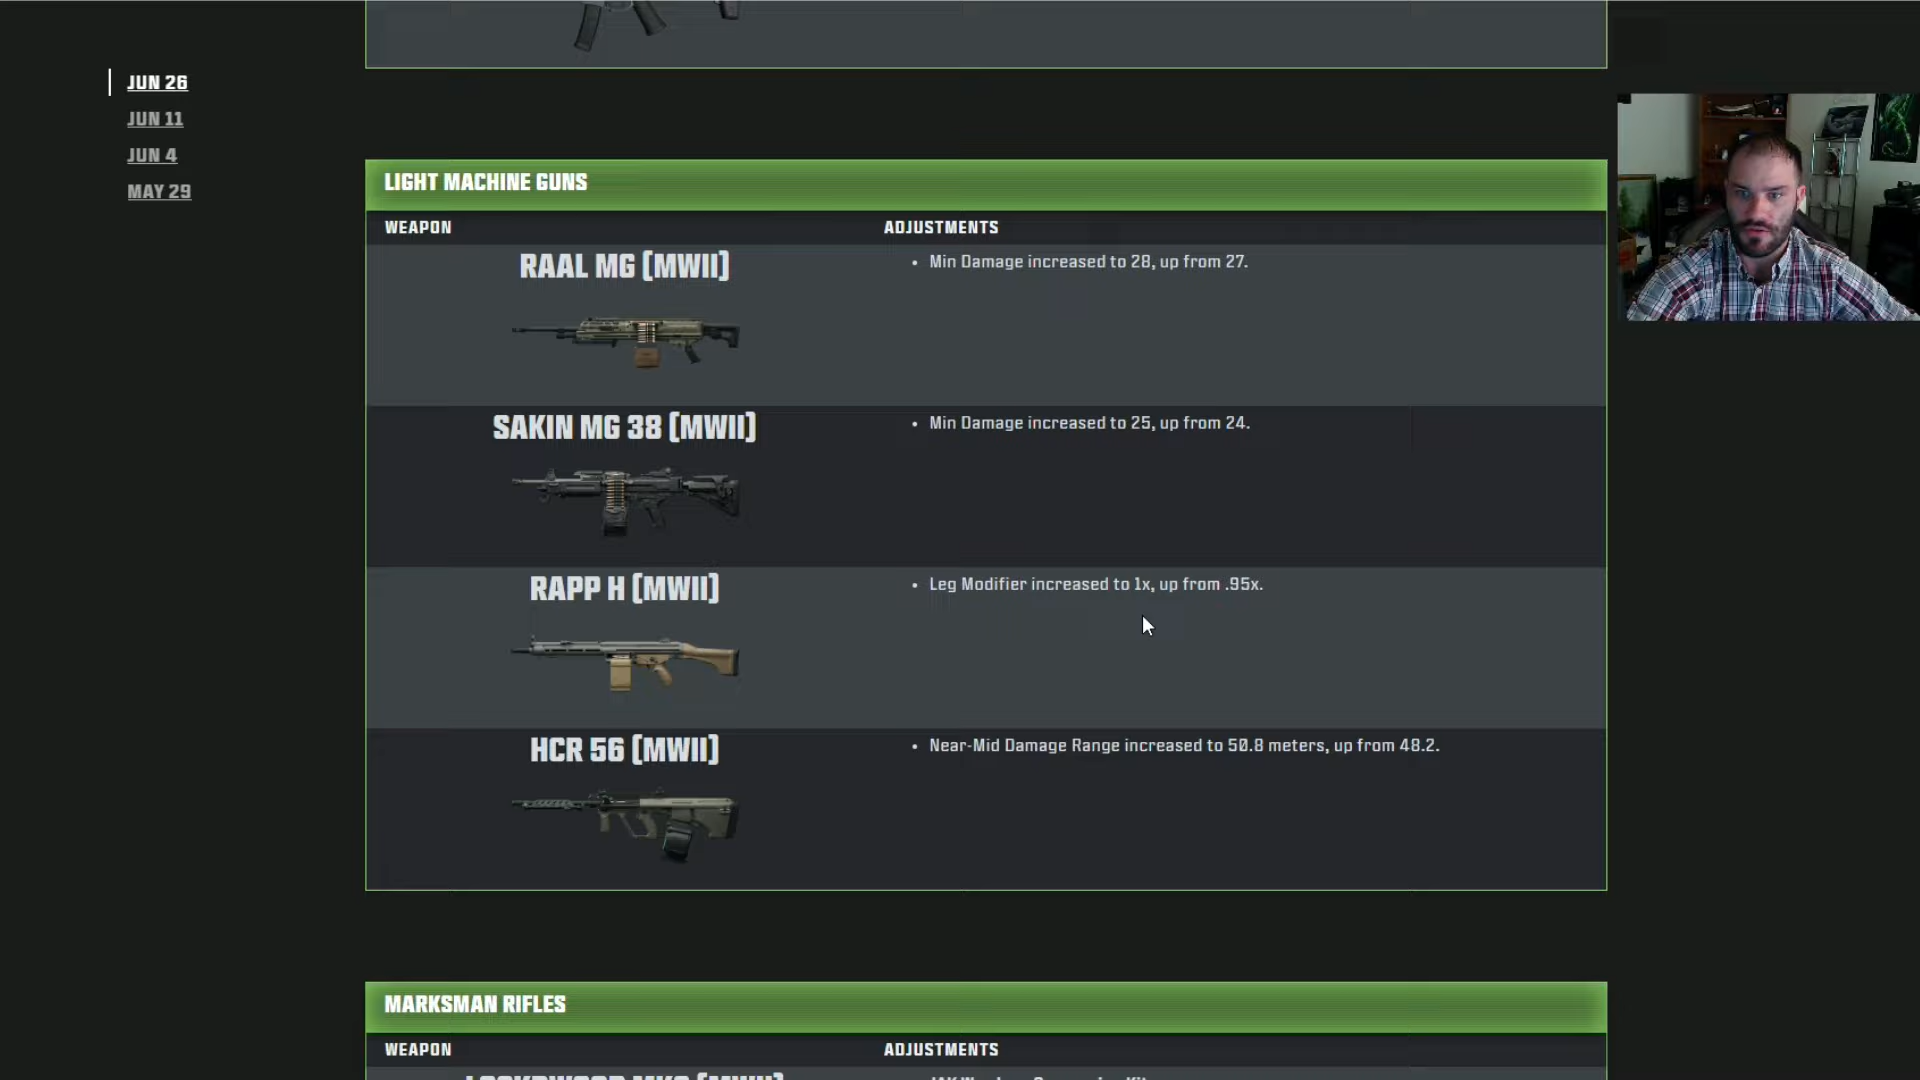 JUN 26
JUN 11
JUN 4
MAY 29
LIGHT MACHINE GUNS
WEAPON ADJUSTMENTS
RAAL MG [MWII]
• Min Damage increased to 28, up from 27.
SAKIN MG 38 [MWII]
• Min Damage increased to 25, up from 24.
RAPP H [MWII]
• Leg Modifier increased to 1x, up from .95x.
HCR 56 [MWII]
• Near-Mid Damage Range increased to 50.8 meters, up from 48.2.
MARKSMAN RIFLES
WEAPON ADJUSTMENTS